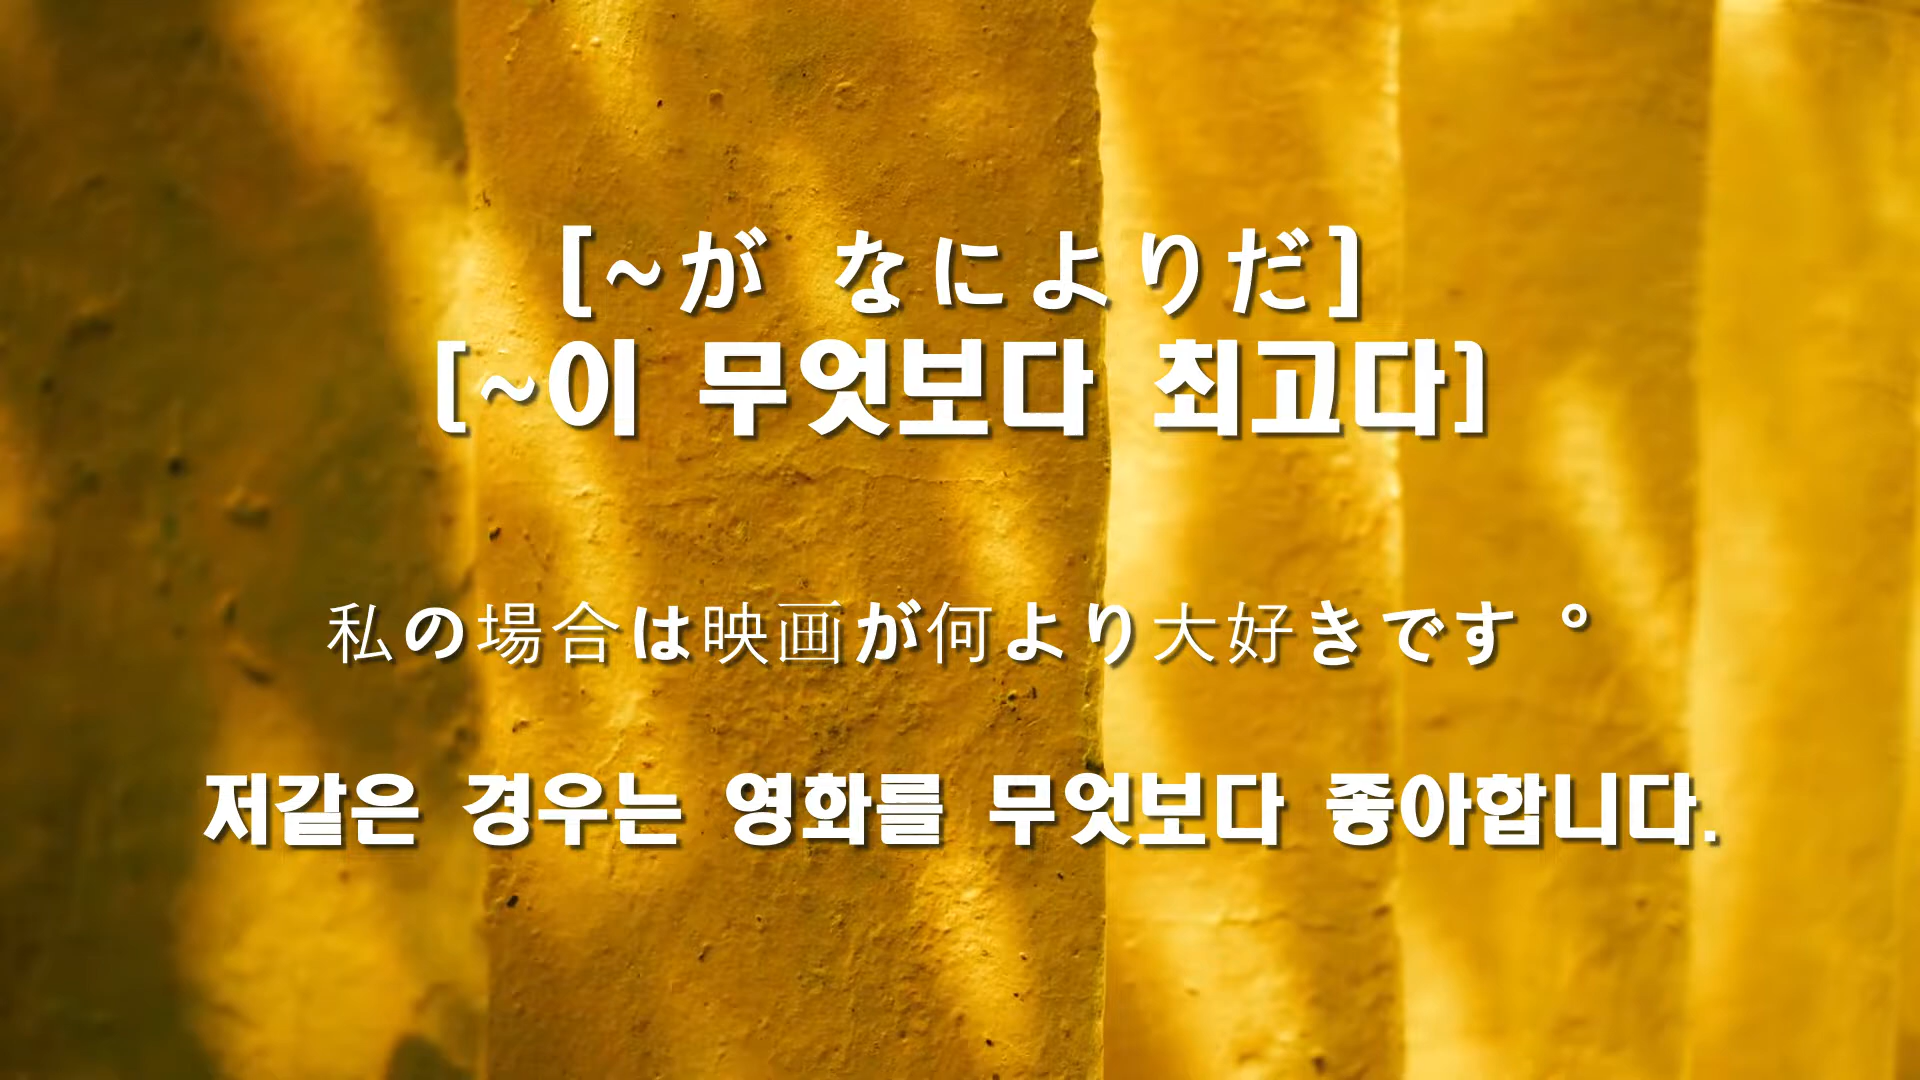 [~が なによりだ]
[~이 무엇보다 최고다]
私の場合は映画が何より大好きです。
저같은 경우는 영화를 무엇보다 좋아합니다.